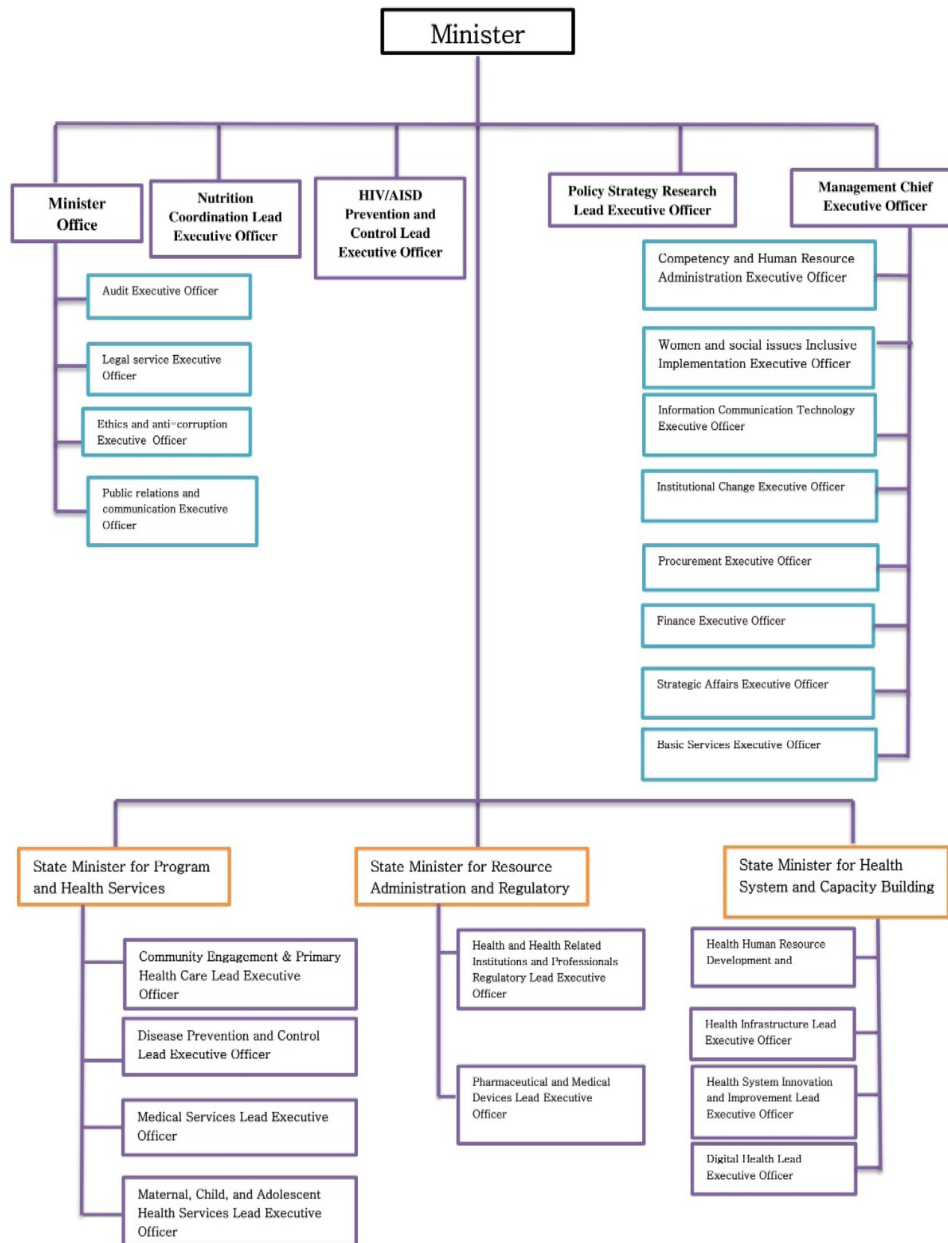 Minister
Minister
Office
Nutrition
Coordination Lead
Executive Officer
HIV/AISD
Prevention and
Control Lead
Executive Officer
Policy Strategy Research
Lead Executive Officer
Management Chief
Executive Officer
Audit Executive Officer
Legal service Executive
Officer
Ethics and anti-corruption
Executive Officer
Public relations and
communication Executive
Officer
Competency and Human Resource
Administration Executive Officer
Women and social issues Inclusive
Implementation Executive Officer
Information Communication Technology
Executive Officer
Institutional Change Executive Officer
Procurement Executive Officer
Finance Executive Officer
Strategic Affairs Executive Officer
Basic Services Executive Officer
State Minister for Program
and Health Services
Community Engagement & Primary
Health Care Lead Executive
Officer
Disease Prevention and Control
Lead Executive Officer
Medical Services Lead Executive
Officer
Maternal, Child, and Adolescent
Health Services Lead Executive
Officer
State Minister for Resource
Administration and Regulatory
Health and Health Related
Institutions and Professionals
Regulatory Lead Executive
Officer
Pharmaceutical and Medical
Devices Lead Executive
Officer
State Minister for Health
System and Capacity Building
Health Human Resource
Development and
Health Infrastructure Lead
Executive Officer
Health System Innovation
and Improvement Lead
Executive Officer
Digital Health Lead
Executive Officer